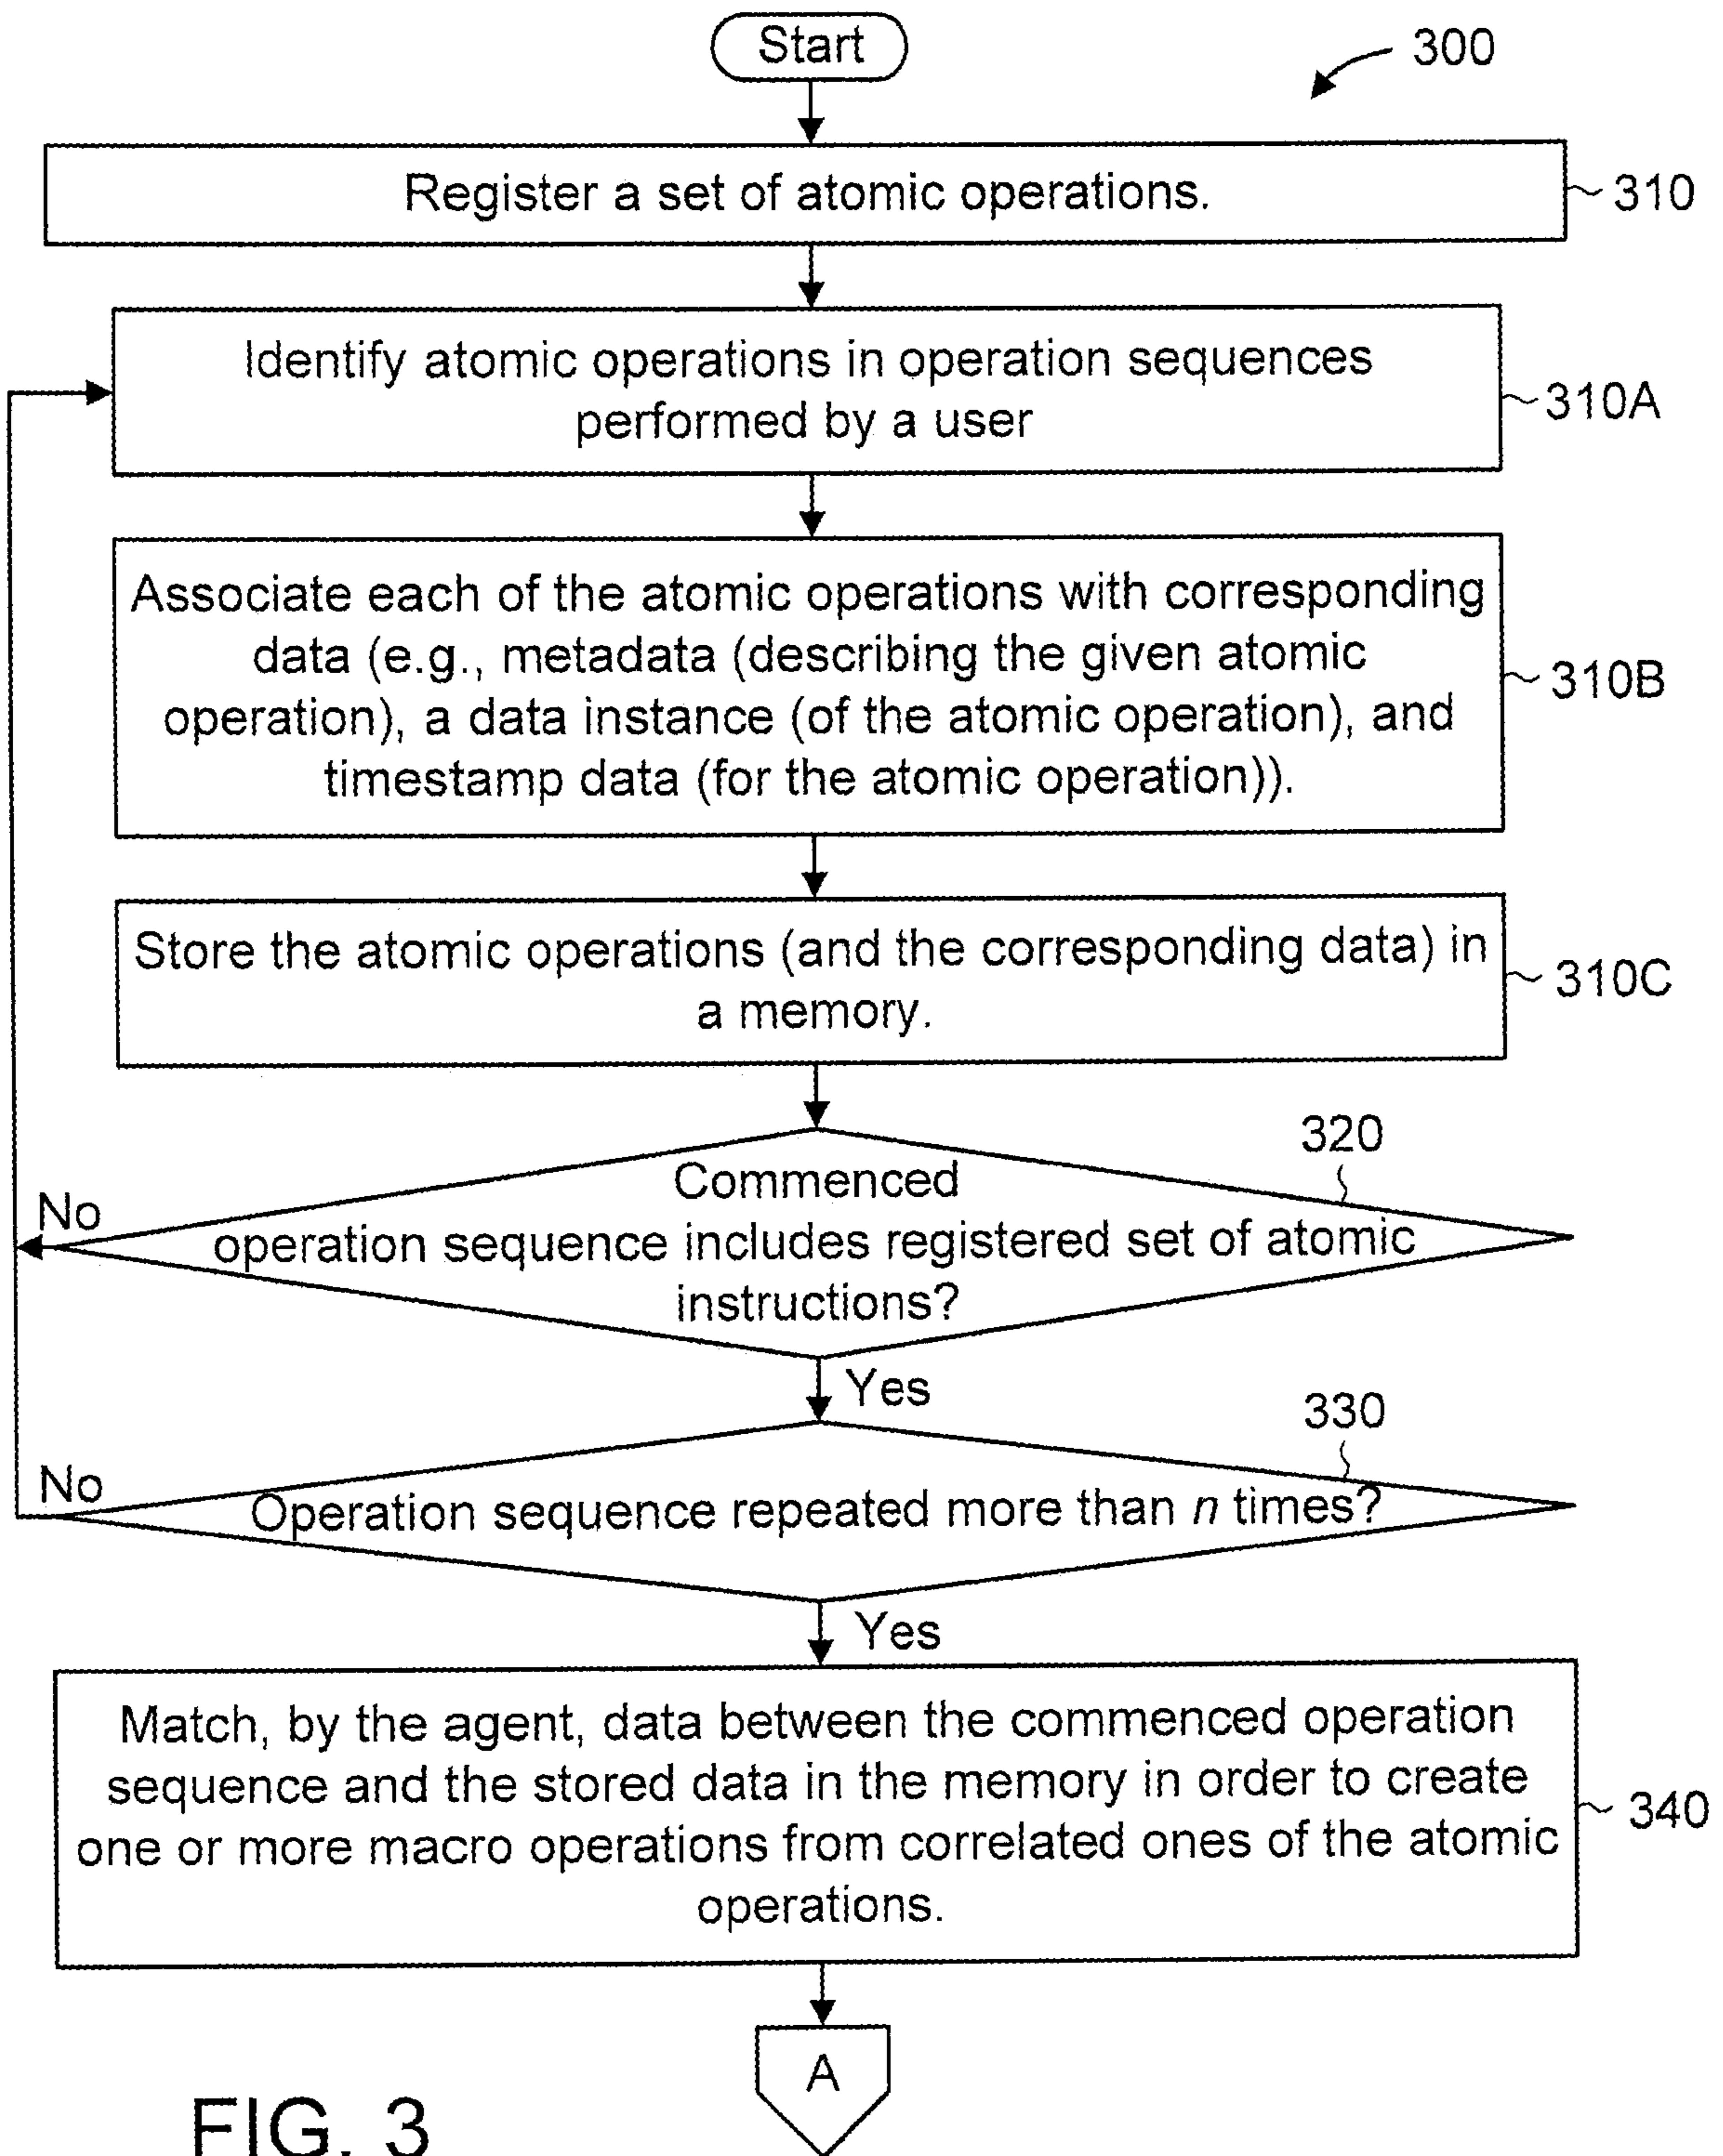 Start
300
Register a set of atomic operations.
310
Identify atomic operations in operation sequences
performed by a user
310A
Associate each of the atomic operations with corresponding
data (e.g., metadata (describing the given atomic
operation), a data instance (of the atomic operation), and
timestamp data (for the atomic operation)).
310B
Store the atomic operations (and the corresponding data) in
a memory.
310C
320
Commenced
operation sequence includes registered set of atomic
instructions?
No
Yes
330
Operation sequence repeated more than n times?
No
Yes
Match, by the agent, data between the commenced operation
sequence and the stored data in the memory in order to create
one or more macro operations from correlated ones of the atomic
operations.
340
A
FIG. 3